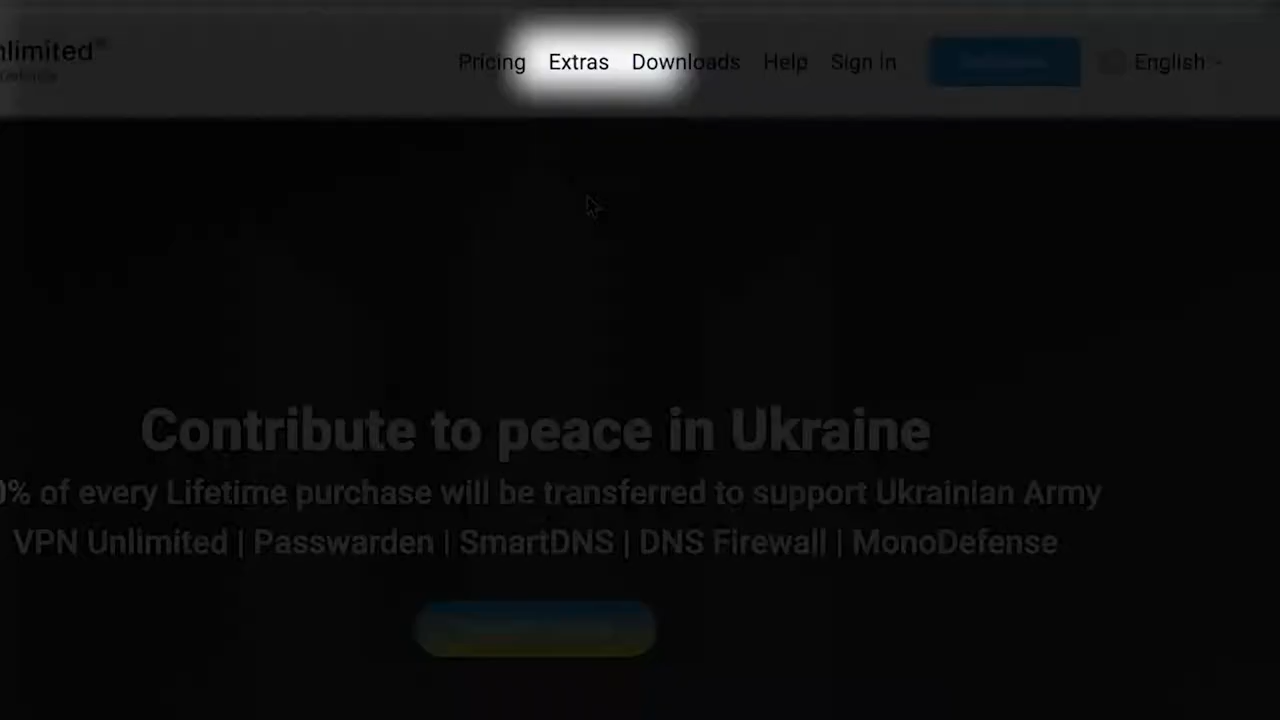 nlimited®
Pricing Extras Downloads Help Sign in English
Contribute to peace in Ukraine
0% of every Lifetime purchase will be transferred to support Ukrainian Army
VPN Unlimited | Passwarden | SmartDNS | DNS Firewall | MonoDefense